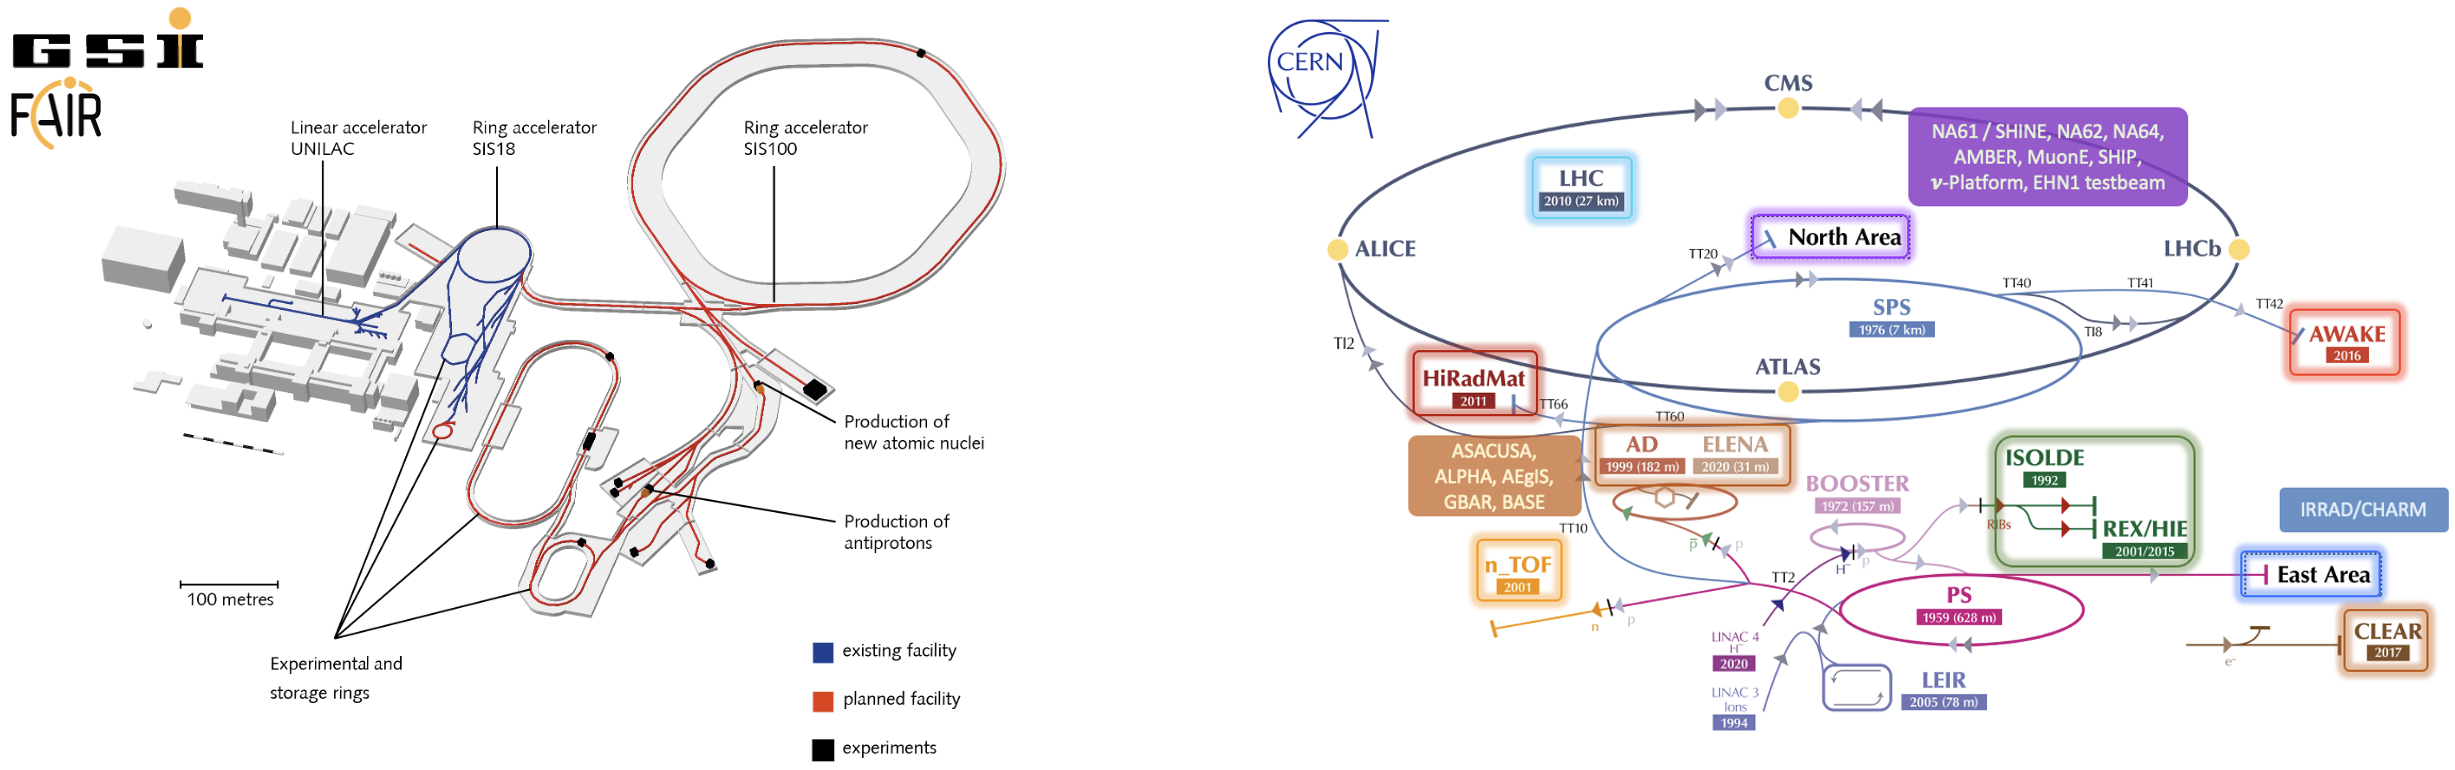 GSI
FAIR
Linear accelerator
UNILAC
Ring accelerator
SIS18
Ring accelerator
SIS100
Production of
new atomic nuclei
Production of
antiprotons
100 metres
Experimental and
storage rings
existing facility
planned facility
experiments
CERN
CMS
NA61 / SHINE, NA62, NA64,
AMBER, MuonE, SHIP,
ν-Platform, EHN1 testbeam
LHC
2010 (27 km)
North Area
TT20
ALICE
LHCb
SPS
1976 (7 km)
TT40
TT41
TT42
TI8
TI2
AWAKE
2016
ATLAS
HiRadMat
2011
TT66
TT60
ASACUSA,
ALPHA, AEgIS,
GBAR, BASE
AD
1999 (182 m)
ELENA
2020 (31 m)
TT10
BOOSTER
1972 (157 m)
ISOLDE
1992
RIBs
REX/HIE
2001/2015
IRRAD/CHARM
p̅
p
H⁻
p
n_TOF
2001
TT2
East Area
n
p
PS
1959 (628 m)
LINAC 4
H⁻
2020
CLEAR
2017
e⁻
LINAC 3
Ions
1994
LEIR
2005 (78 m)